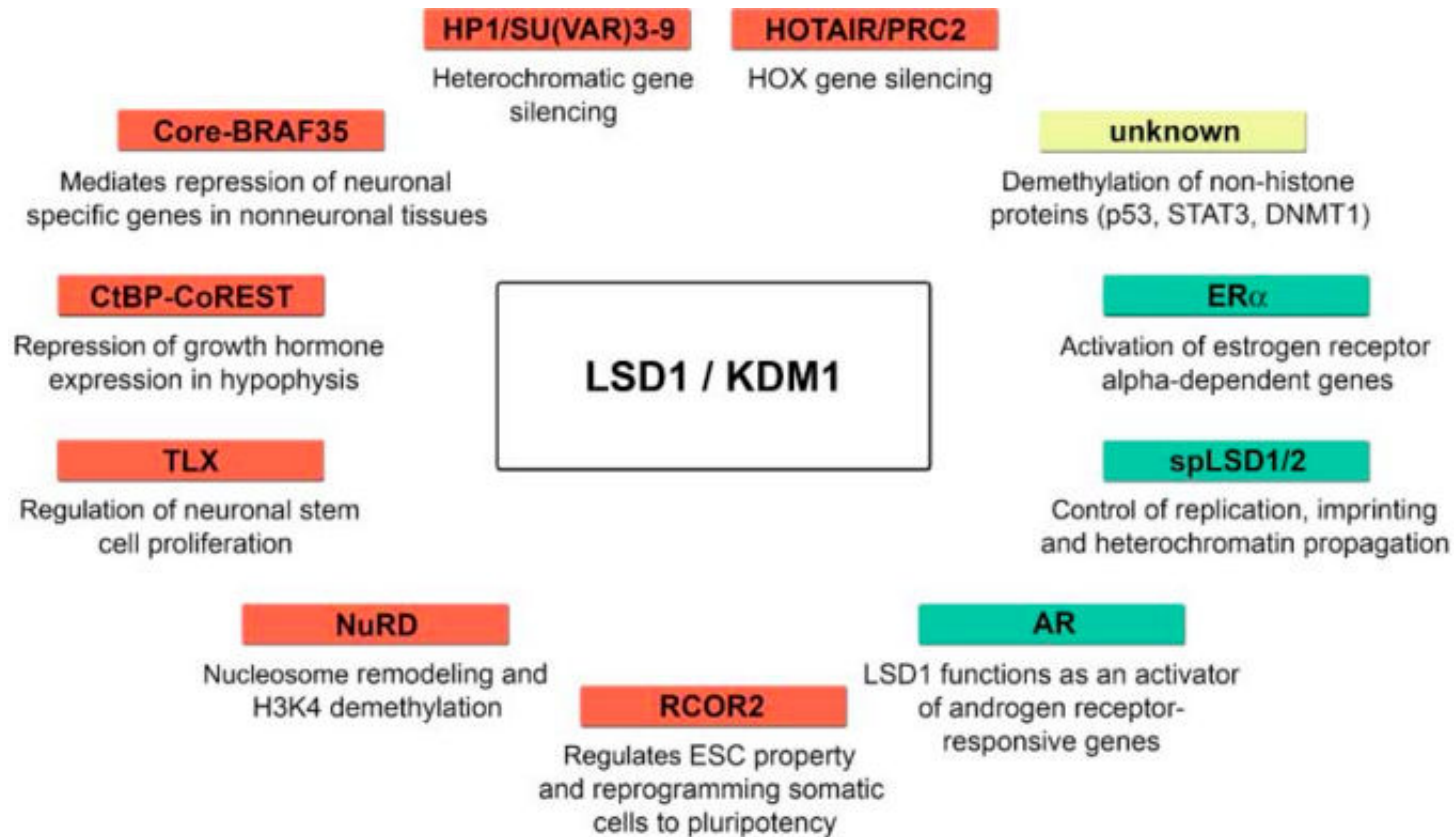 HP1/SU(VAR)3-9
Heterochromatic gene
silencing
HOTAIR/PRC2
HOX gene silencing
Core-BRAF35
Mediates repression of neuronal
specific genes in nonneuronal tissues
unknown
Demethylation of non-histone
proteins (p53, STAT3, DNMT1)
CtBP-CoREST
Repression of growth hormone
expression in hypophysis
LSD1 / KDM1
ERα
Activation of estrogen receptor
alpha-dependent genes
TLX
Regulation of neuronal stem
cell proliferation
spLSD1/2
Control of replication, imprinting
and heterochromatin propagation
NuRD
Nucleosome remodeling and
H3K4 demethylation
RCOR2
Regulates ESC property
and reprogramming somatic
cells to pluripotency
AR
LSD1 functions as an activator
of androgen receptor-
responsive genes